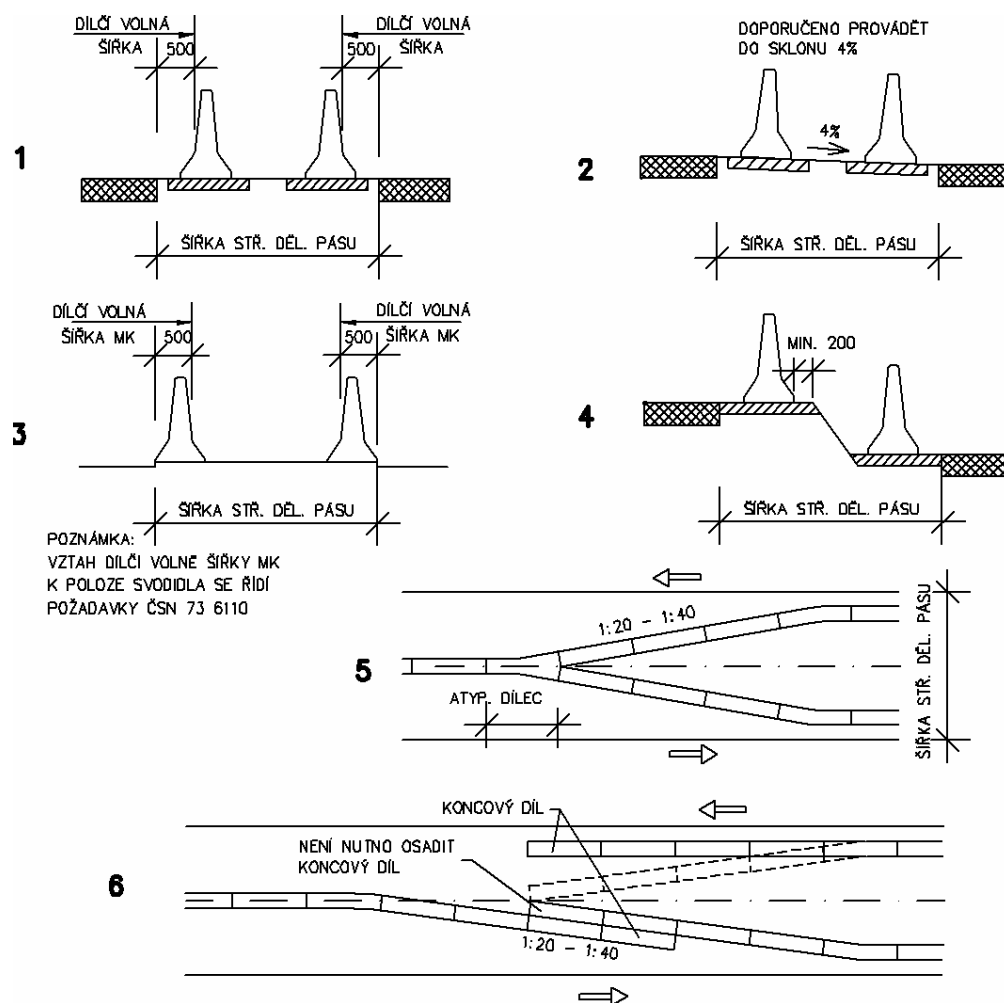 DÍLČÍ VOLNÁ
ŠÍŘKA
500
DÍLČÍ VOLNÁ
500
ŠÍŘKA
1
ŠÍŘKA STŘ. DĚL. PÁSU
DOPORUČENO PROVÁDĚT
DO SKLONU 4%
4%
2
ŠÍŘKA STŘ. DĚL. PÁSU
DÍLČÍ VOLNÁ
ŠÍŘKA MK
500
DÍLČÍ VOLNÁ
500
ŠÍŘKA MK
3
ŠÍŘKA STŘ. DĚL. PÁSU
MIN. 200
4
ŠÍŘKA STŘ. DĚL. PÁSU
POZNÁMKA:
VZTAH DÍLČÍ VOLNÉ ŠÍŘKY MK
K POLOZE SVODIDLA SE ŘÍDÍ
POŽADAVKY ČSN 73 6110
1:20 - 1:40
5
ATYP. DÍLEC
ŠÍŘKA STŘ. DĚL. PÁSU
KONCOVÝ DÍL
NENÍ NUTNO OSADIT
KONCOVÝ DÍL
6
1:20 - 1:40